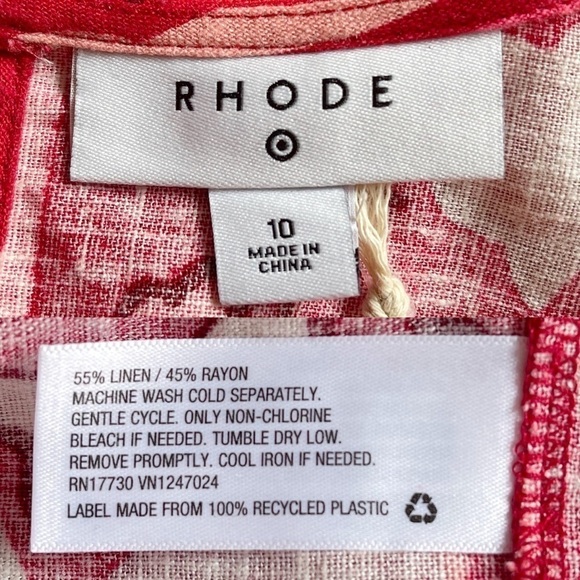 RHODE
10
MADE IN
CHINA
55% LINEN / 45% RAYON
MACHINE WASH COLD SEPARATELY.
GENTLE CYCLE. ONLY NON-CHLORINE
BLEACH IF NEEDED. TUMBLE DRY LOW.
REMOVE PROMPTLY. COOL IRON IF NEEDED.
RN17730 VN1247024
LABEL MADE FROM 100% RECYCLED PLASTIC